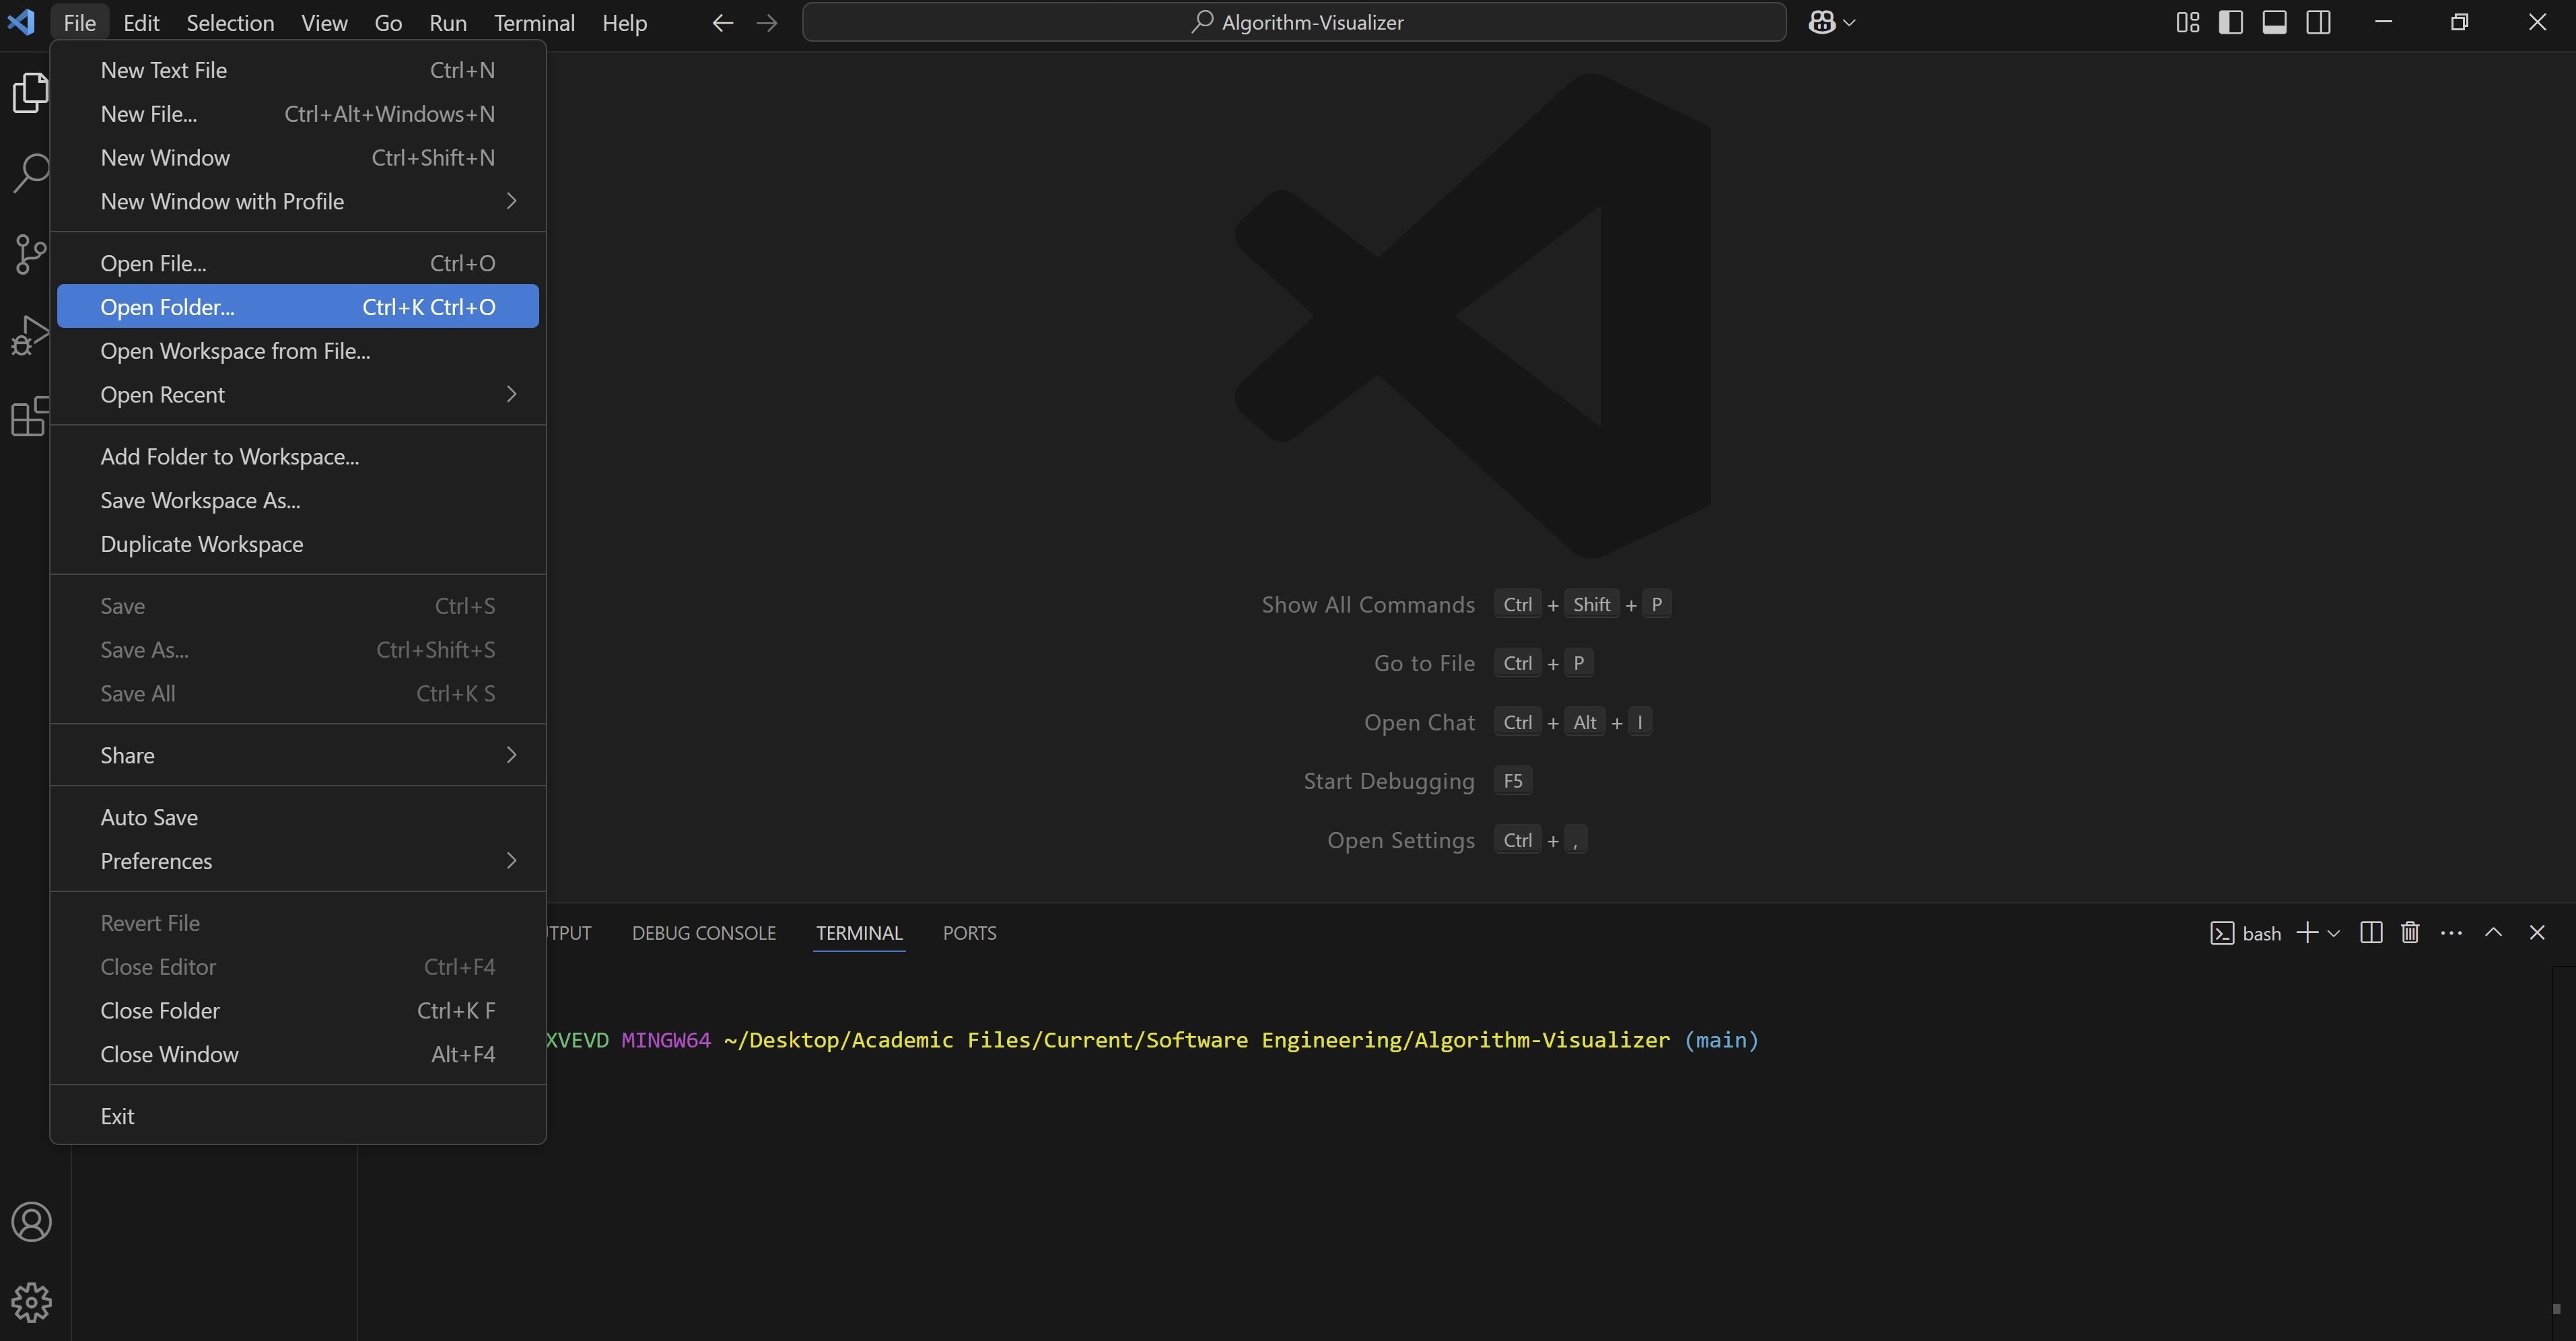 File Edit Selection View Go Run Terminal Help
Algorithm-Visualizer
New Text File Ctrl+N
New File... Ctrl+Alt+Windows+N
New Window Ctrl+Shift+N
New Window with Profile
Open File... Ctrl+O
Open Folder... Ctrl+K Ctrl+O
Open Workspace from File...
Open Recent
Add Folder to Workspace...
Save Workspace As...
Duplicate Workspace
Save Ctrl+S
Save As... Ctrl+Shift+S
Save All Ctrl+K S
Share
Auto Save
Preferences
Revert File
Close Editor Ctrl+F4
Close Folder Ctrl+K F
Close Window Alt+F4
Exit
Show All Commands Ctrl + Shift + P
Go to File Ctrl + P
Open Chat Ctrl + Alt + I
Start Debugging F5
Open Settings Ctrl + ,
TPUT DEBUG CONSOLE TERMINAL PORTS
bash
XVEVD MINGW64 ~/Desktop/Academic Files/Current/Software Engineering/Algorithm-Visualizer (main)